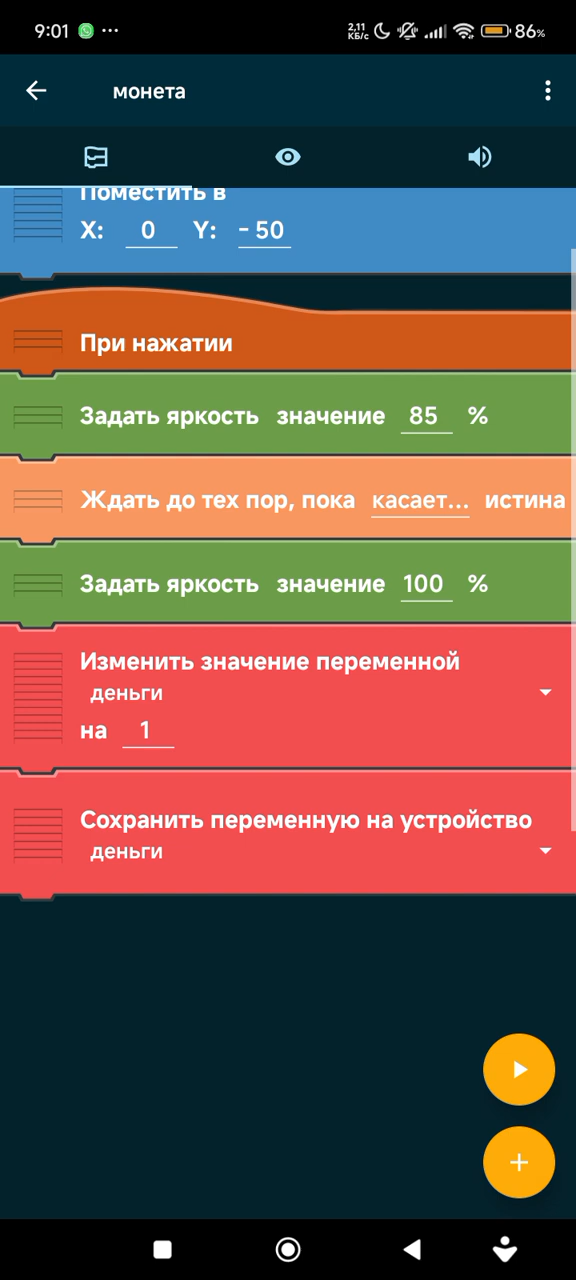 9:01 ... 2,11 КБ/с 86%
монета
Поместить в
X: 0 Y: - 50
При нажатии
Задать яркость значение 85 %
Ждать до тех пор, пока касает... истина
Задать яркость значение 100 %
Изменить значение переменной
деньги
на 1
Сохранить переменную на устройство
деньги